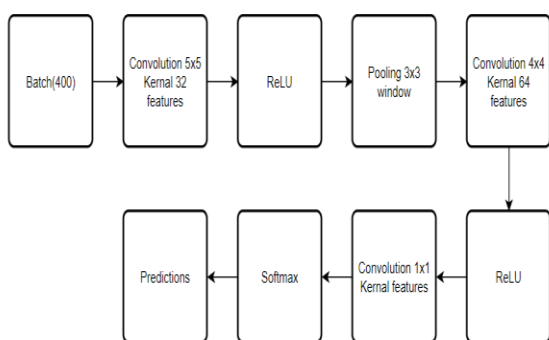 Batch(400)
Convolution 5x5
Kernal 32
features
ReLU
Pooling 3x3
window
Convolution 4x4
Kernal 64
features
ReLU
Convolution 1x1
Kernal features
Softmax
Predictions